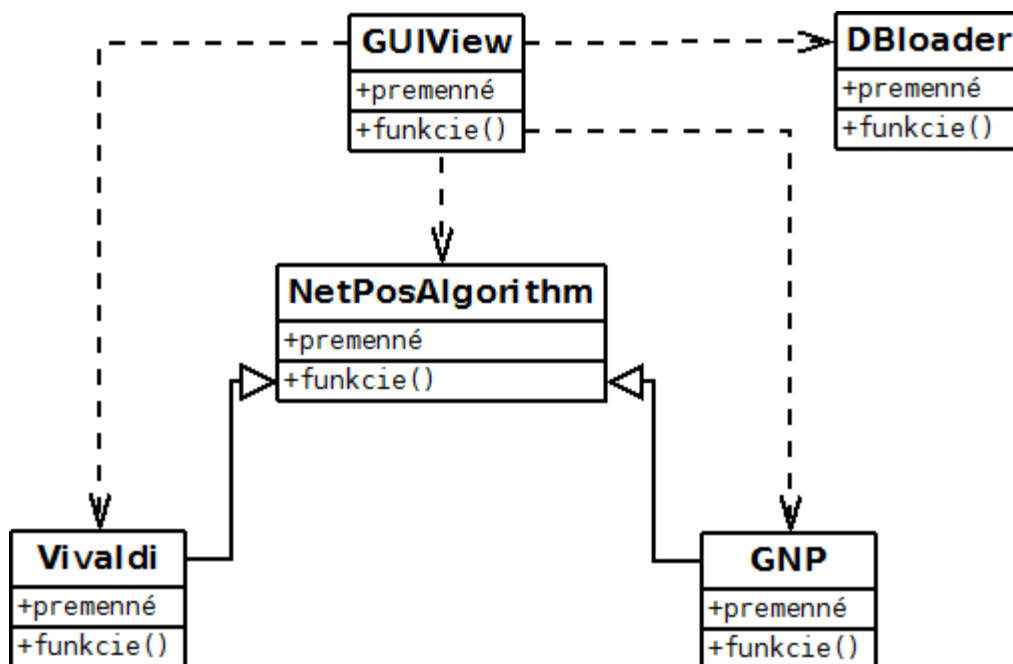 GUIView
+premenné
+funkcie()
DBloader
+premenné
+funkcie()
NetPosAlgorithm
+premenné
+funkcie()
Vivaldi
+premenné
+funkcie()
GNP
+premenné
+funkcie()